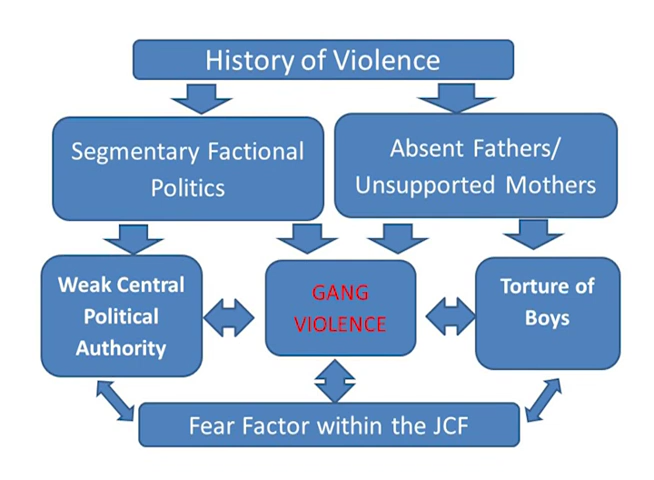 History of Violence
Segmentary Factional
Politics
Absent Fathers/
Unsupported Mothers
Weak Central
Political
Authority
GANG
VIOLENCE
Torture of
Boys
Fear Factor within the JCF